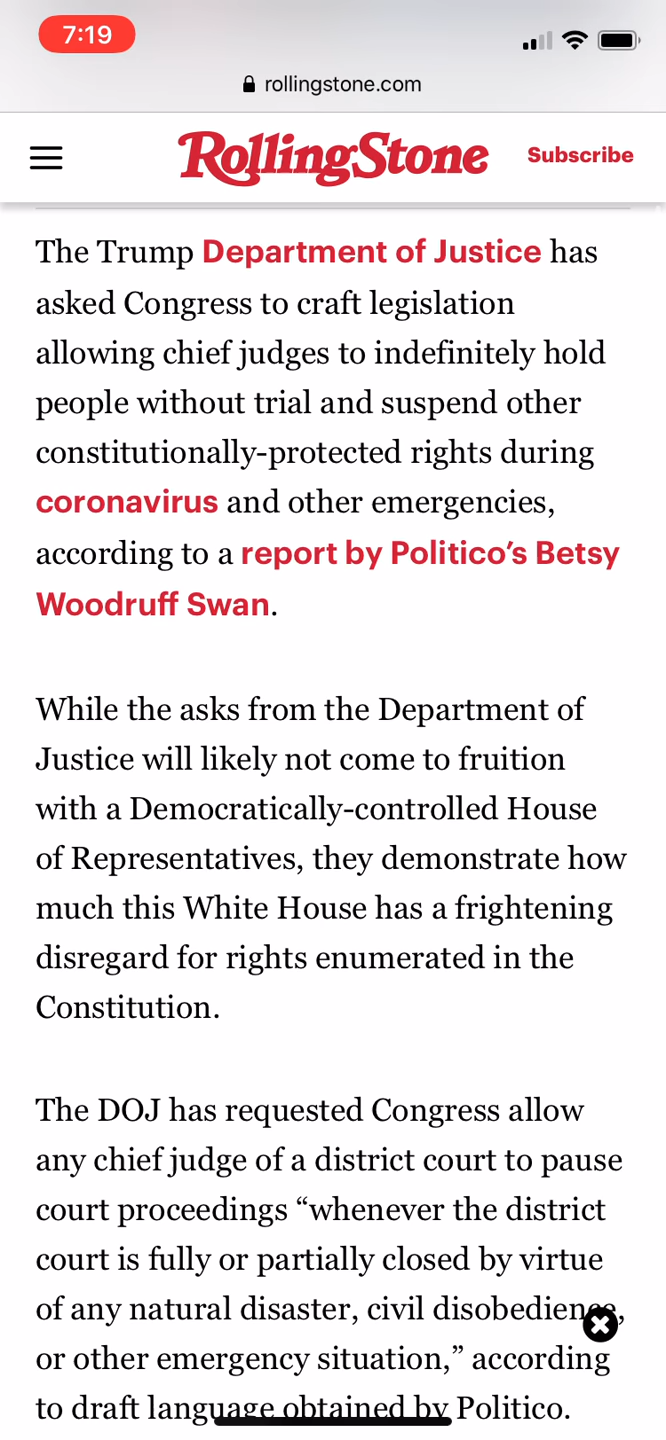 7:19
rollingstone.com
RollingStone
Subscribe
The Trump Department of Justice has
asked Congress to craft legislation
allowing chief judges to indefinitely hold
people without trial and suspend other
constitutionally-protected rights during
coronavirus and other emergencies,
according to a report by Politico’s Betsy
Woodruff Swan.
While the asks from the Department of
Justice will likely not come to fruition
with a Democratically-controlled House
of Representatives, they demonstrate how
much this White House has a frightening
disregard for rights enumerated in the
Constitution.
The DOJ has requested Congress allow
any chief judge of a district court to pause
court proceedings “whenever the district
court is fully or partially closed by virtue
of any natural disaster, civil disobedience,
or other emergency situation,” according
to draft language obtained by Politico.